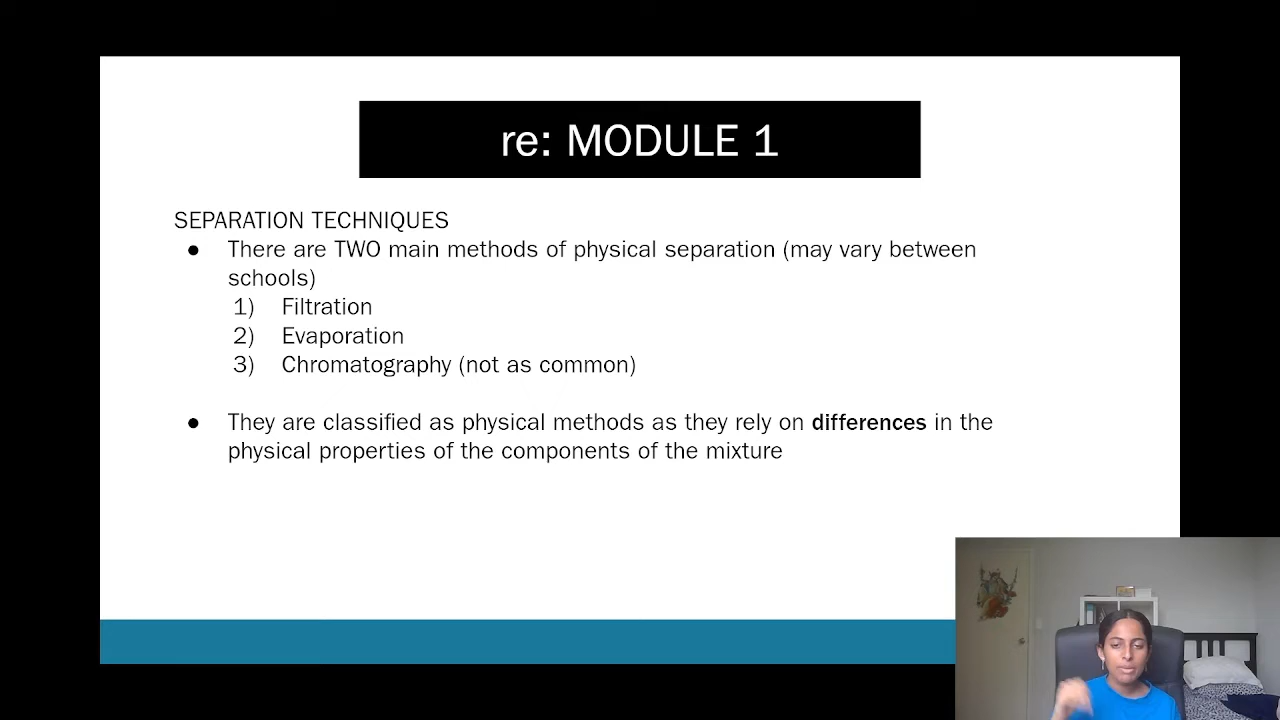 re: MODULE 1
SEPARATION TECHNIQUES
● There are TWO main methods of physical separation (may vary between
schools)
1) Filtration
2) Evaporation
3) Chromatography (not as common)
● They are classified as physical methods as they rely on differences in the
physical properties of the components of the mixture